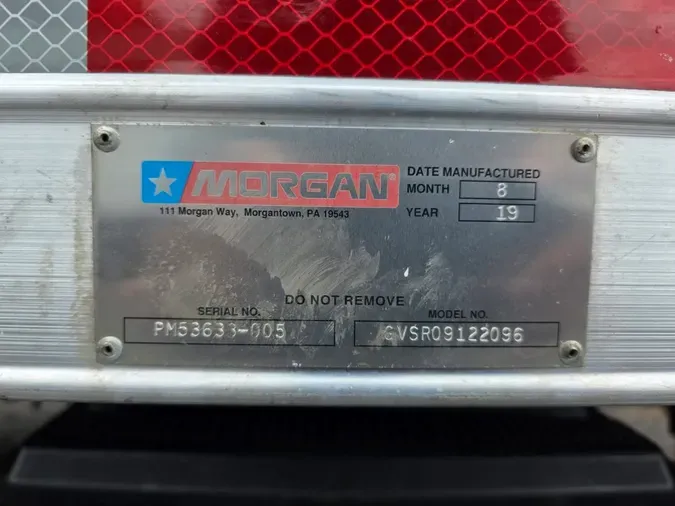 MORGAN
111 Morgan Way, Morgantown, PA 19543
DATE MANUFACTURED
MONTH 8
YEAR 19
DO NOT REMOVE
SERIAL NO.
PM53633-005
MODEL NO.
GVSR09122096